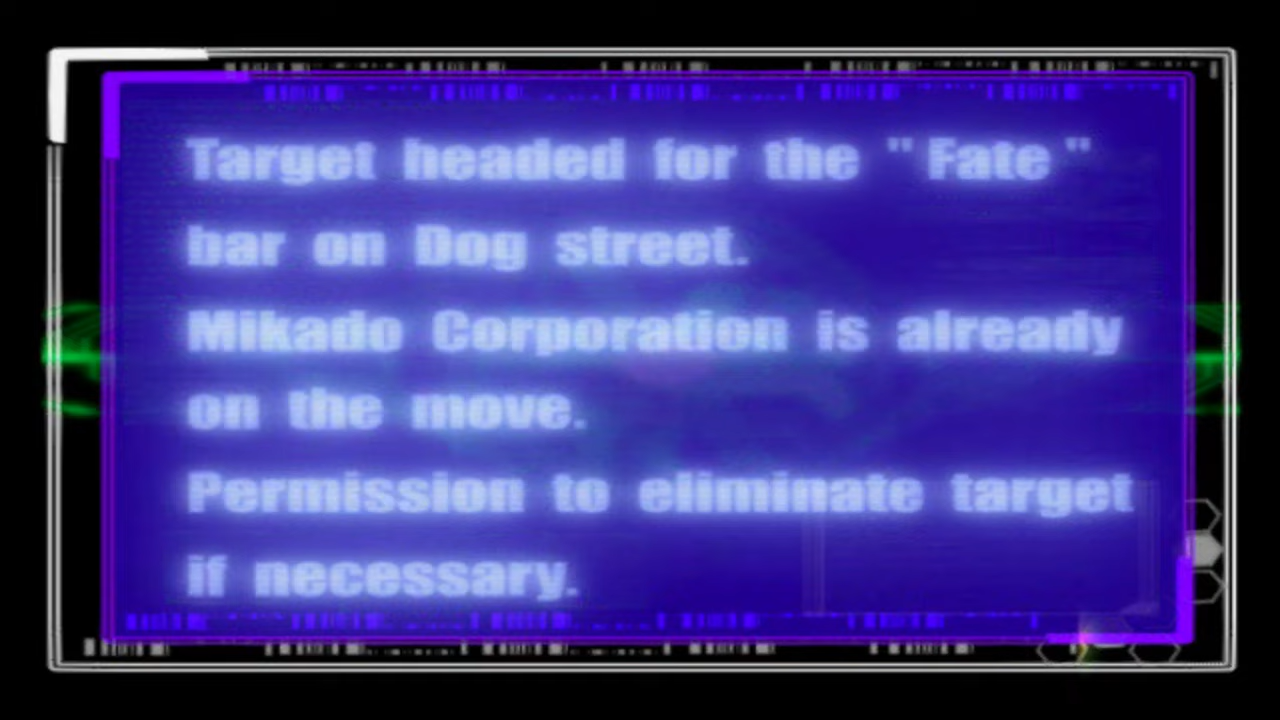 Target headed for the "Fate"
bar on Dog street.
Mikado Corporation is already
on the move.
Permission to eliminate target
if necessary.